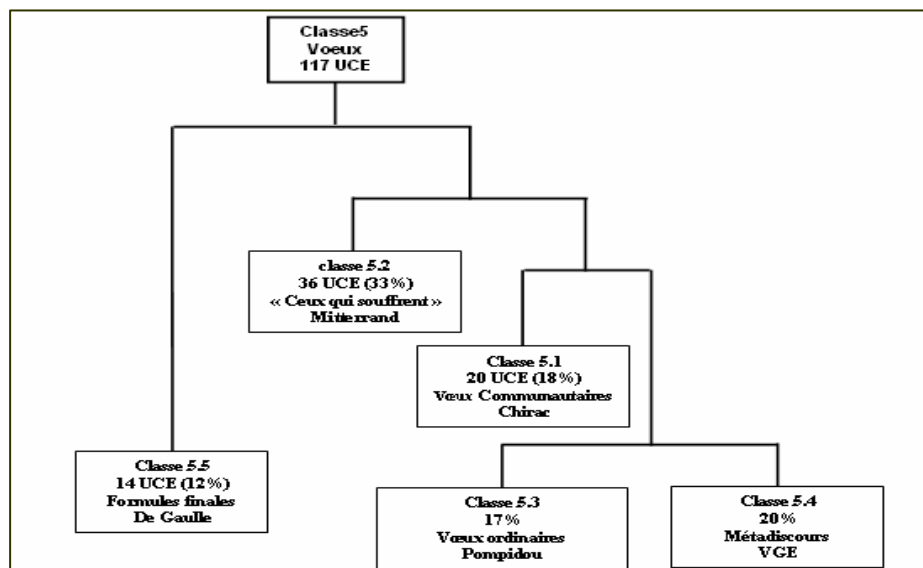 Classe5
Voeux
117 UCE
classe 5.2
36 UCE (33%)
« Ceux qui souffrent »
Mitterrand
Classe 5.1
20 UCE (18%)
Vœux Communautaires
Chirac
Classe 5.5
14 UCE (12%)
Formules finales
De Gaulle
Classe 5.3
17%
Vœux ordinaires
Pompidou
Classe 5.4
20%
Métadiscours
VGE